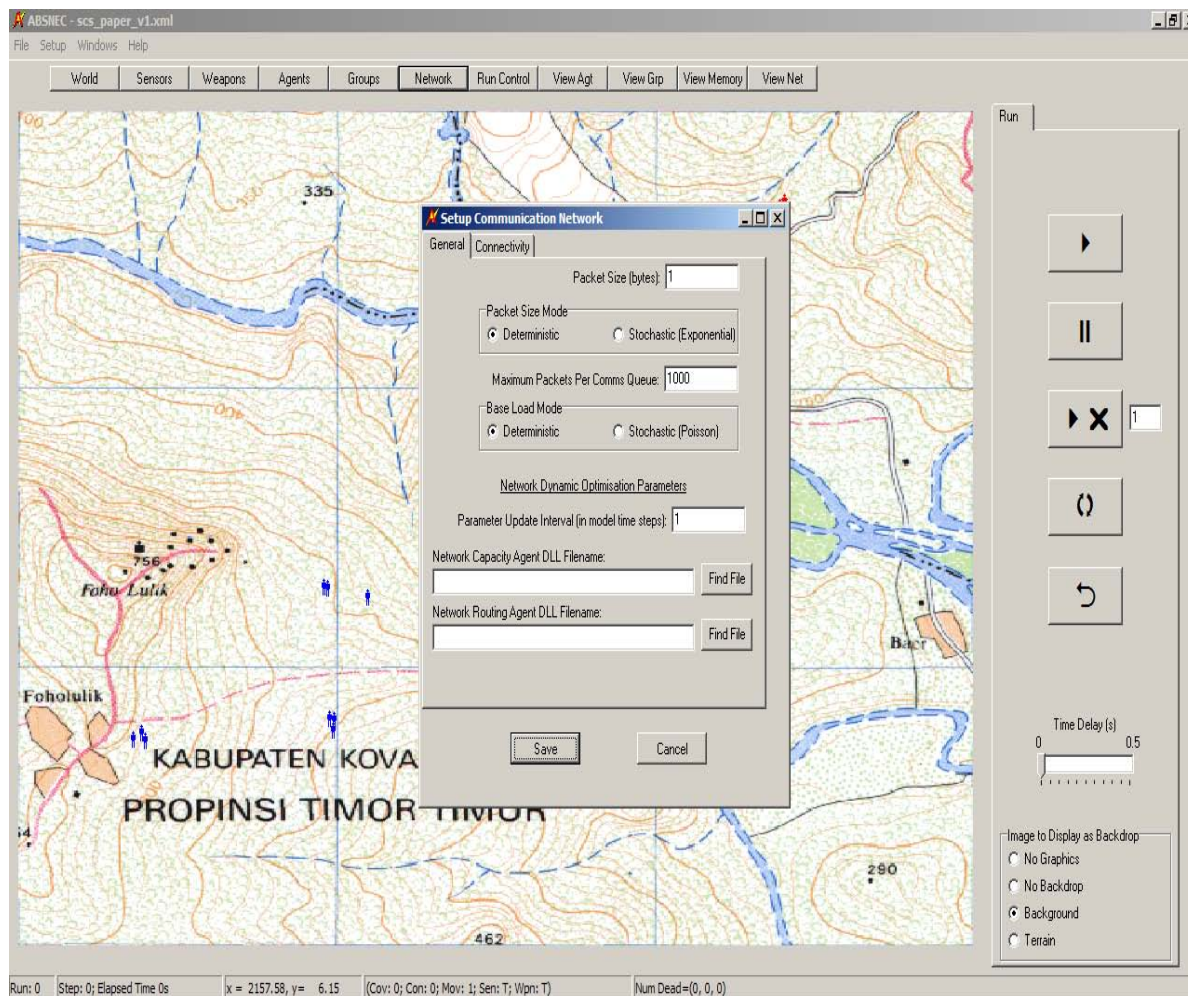 ABSNEC - scs_paper_v1.xml
File Setup Windows Help
World Sensors Weapons Agents Groups Network Run Control View Agt View Grp View Memory View Net
Run
335
Setup Communication Network
General Connectivity
Packet Size (bytes): 1
Packet Size Mode
Deterministic Stochastic (Exponential)
Maximum Packets Per Comms Queue: 1000
Base Load Mode
Deterministic Stochastic (Poisson)
Network Dynamic Optimisation Parameters
Parameter Update Interval (in model time steps): 1
Network Capacity Agent DLL Filename:
Find File
Network Routing Agent DLL Filename:
Find File
Save Cancel
1
400
756
Foho Lulik
Baer
Foholulik
KABUPATEN KOVA
PROPINSI TIMOR TIMUR
290
462
Time Delay (s)
0 0.5
Image to Display as Backdrop
No Graphics
No Backdrop
Background
Terrain
Run: 0 Step: 0; Elapsed Time 0s x = 2157.58, y= 6.15 (Cov: 0; Con: 0; Mov: 1; Sen: T; Wpn: T) Num Dead=(0, 0, 0)